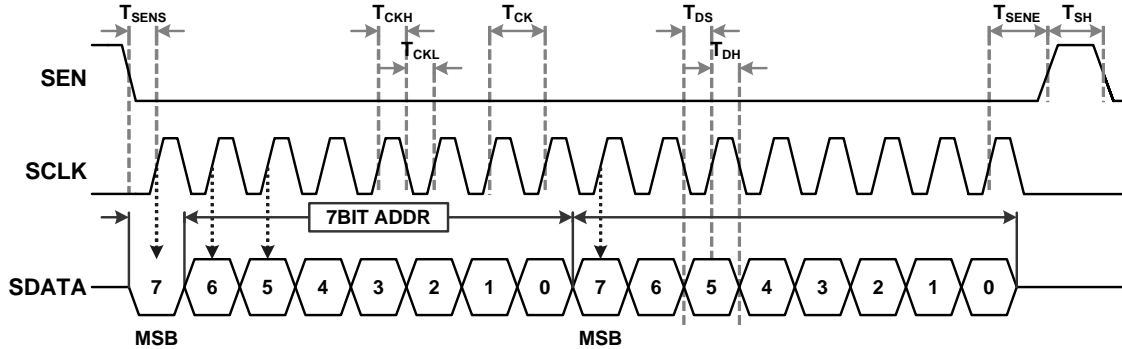 TSENS TCKH TCK TDS TSENE TSH
TCKL TDH
SEN
SCLK
7BIT ADDR
SDATA 7 6 5 4 3 2 1 0 7 6 5 4 3 2 1 0
MSB MSB